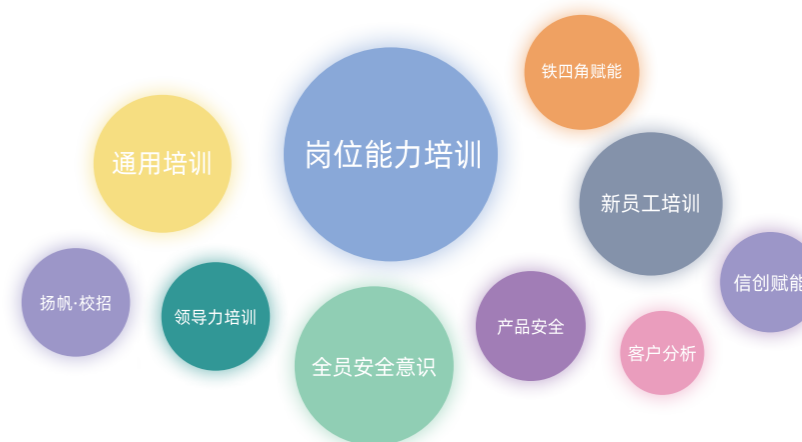 铁四角赋能
岗位能力培训
通用培训
新员工培训
信创赋能
扬帆·校招
领导力培训
产品安全
客户分析
全员安全意识